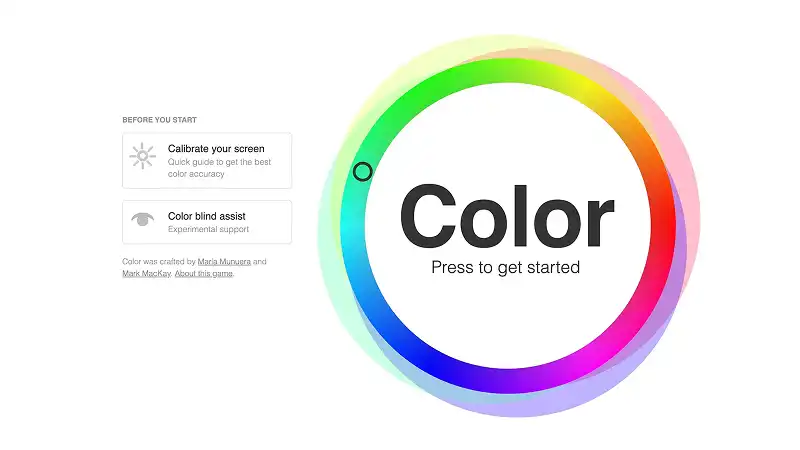 BEFORE YOU START
Calibrate your screen
Quick guide to get the best
color accuracy
Color blind assist
Experimental support
Color was crafted by Maria Munuera and
Mark MacKay. About this game.
Color
Press to get started